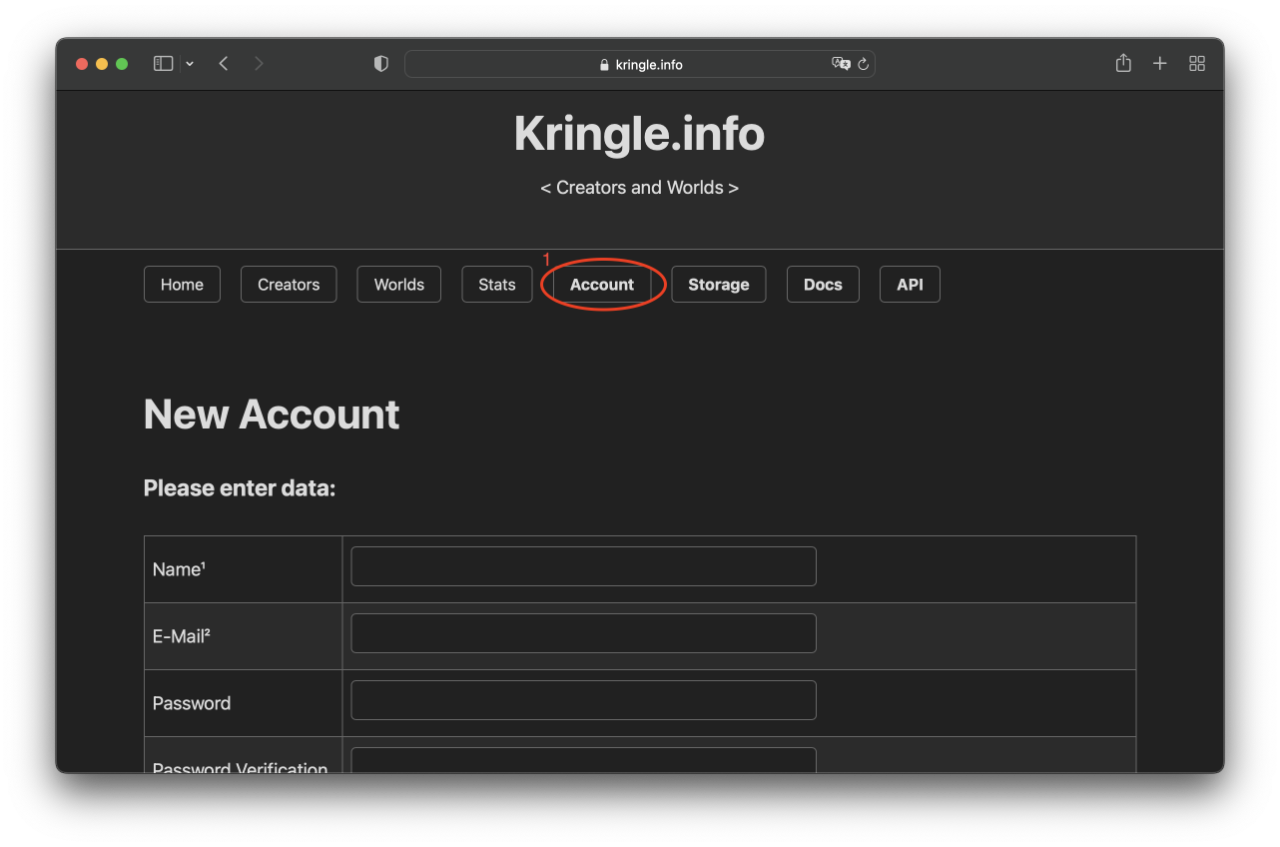 kringle.info
Kringle.info
< Creators and Worlds >
1
Home Creators Worlds Stats Account Storage Docs API
New Account
Please enter data:
Name¹
E-Mail²
Password
Password Verification